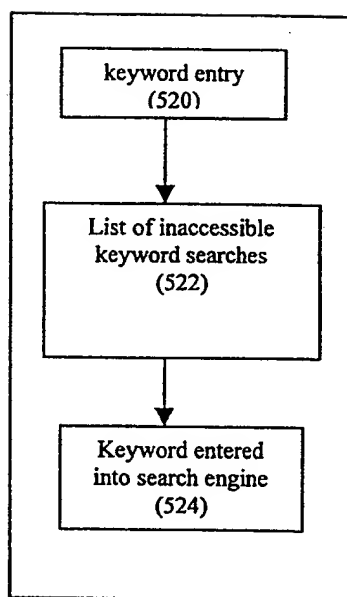 keyword entry
(520)
List of inaccessible
keyword searches
(522)
Keyword entered
into search engine
(524)